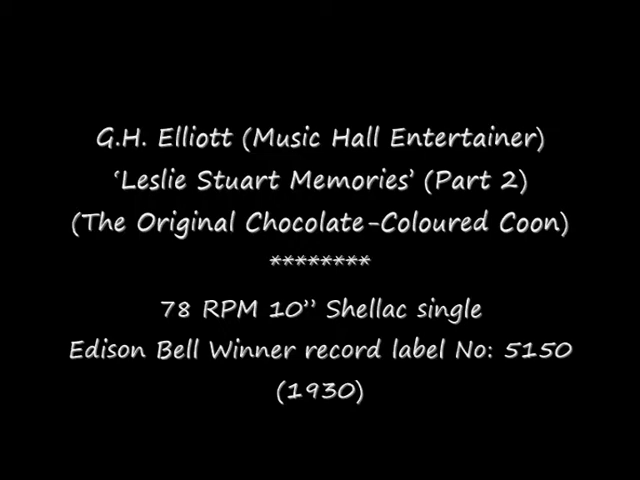 G.H. Elliott (Music Hall Entertainer)
‘Leslie Stuart Memories’ (Part 2)
(The Original Chocolate-Coloured Coon)
********
78 RPM 10” Shellac single
Edison Bell Winner record label No: 5150
(1930)